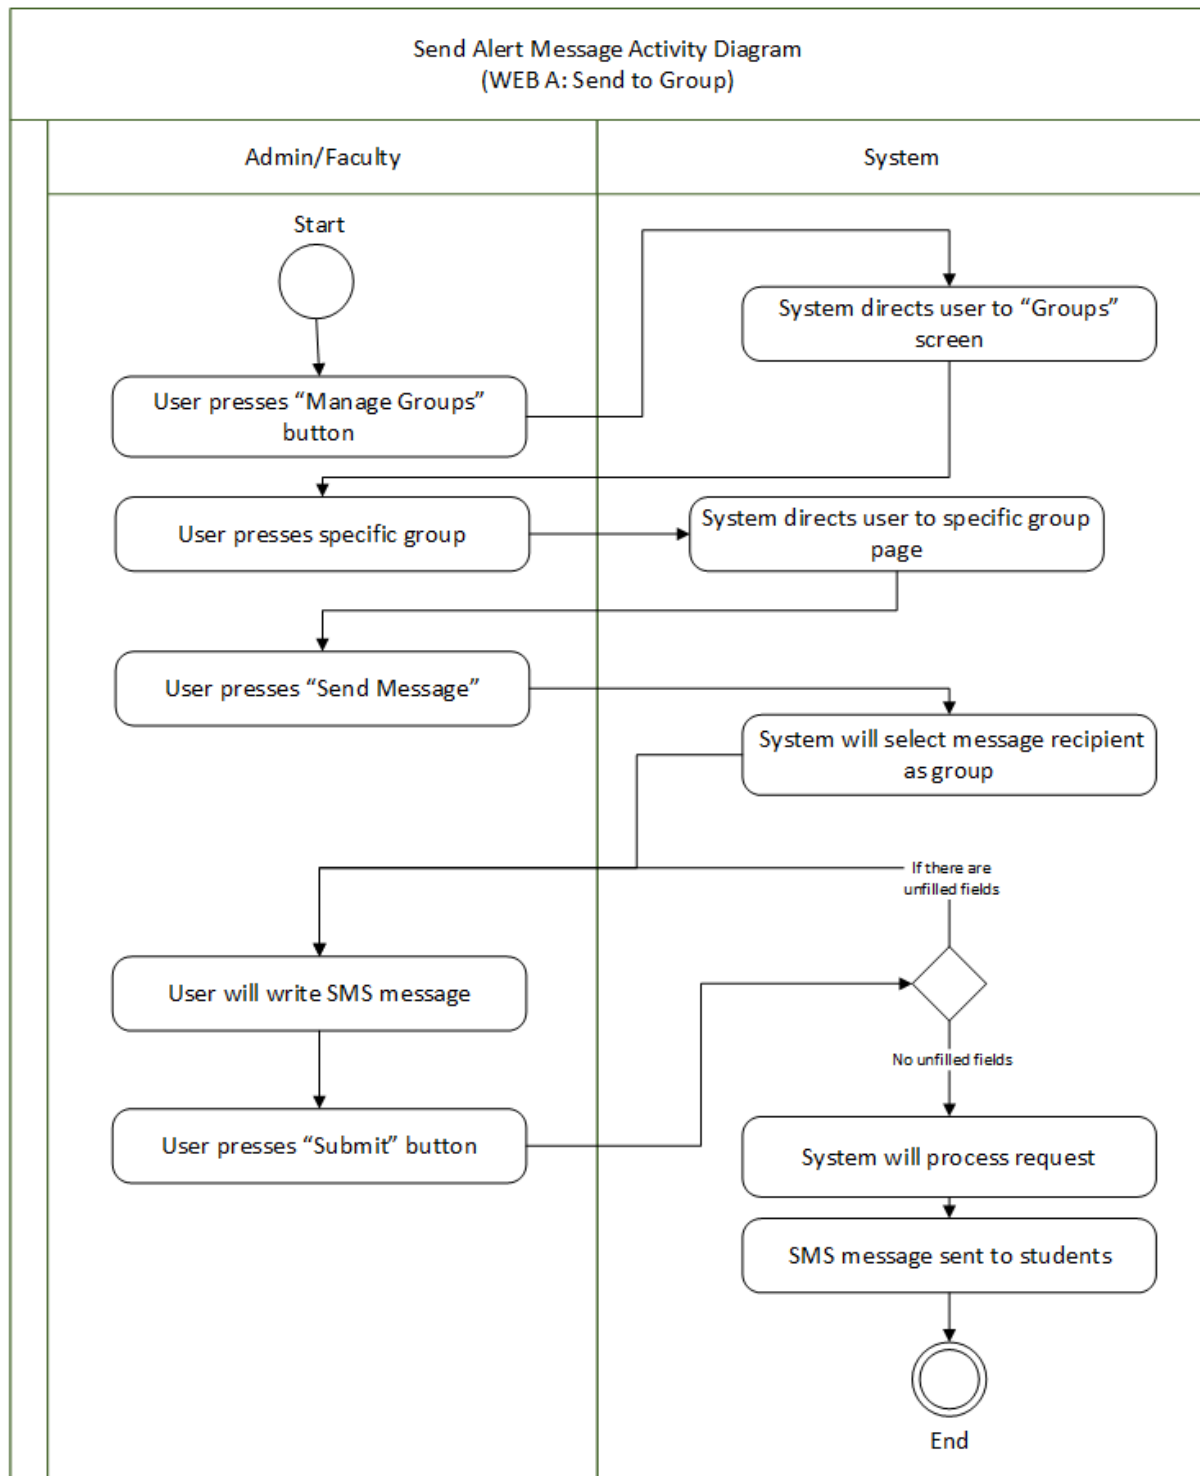 Send Alert Message Activity Diagram
(WEB A: Send to Group)
Admin/Faculty
System
Start
System directs user to “Groups”
screen
User presses “Manage Groups”
button
User presses specific group
System directs user to specific group
page
User presses “Send Message”
System will select message recipient
as group
If there are
unfilled fields
User will write SMS message
No unfilled fields
User presses “Submit” button
System will process request
SMS message sent to students
End